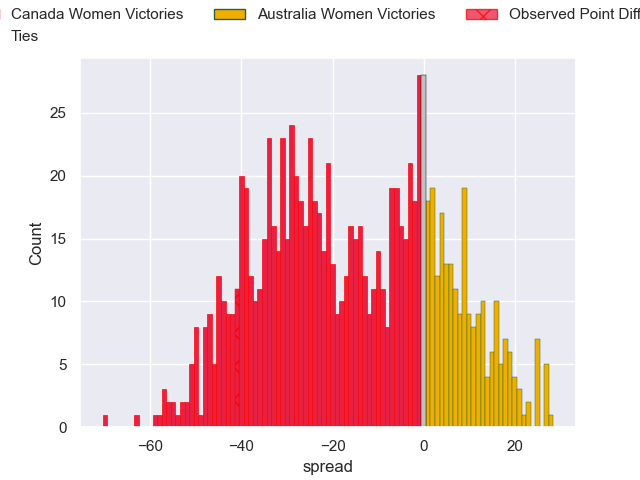 Canada Women Victories Australia Women Victories Observed Point Diff
Ties
25
20
15
10
5
0
Count
−60 −40 −20 0 20
spread